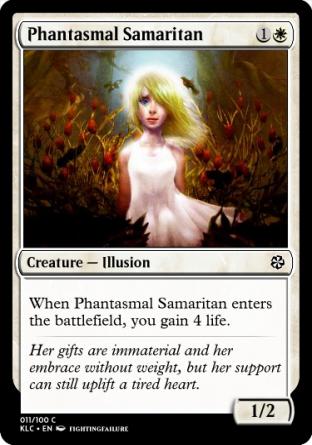 Phantasmal Samaritan 1
Creature — Illusion
When Phantasmal Samaritan enters
the battlefield, you gain 4 life.
Her gifts are immaterial and her
embrace without weight, but her support
can still uplift a tired heart.
011/100 C
KLC • EN FIGHTINGFAILURE
1/2